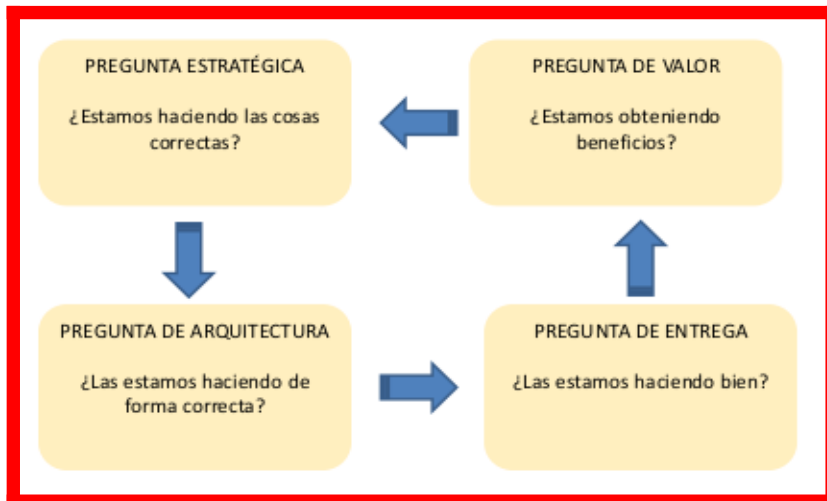 PREGUNTA ESTRATÉGICA
¿Estamos haciendo las cosas
correctas?
PREGUNTA DE VALOR
¿Estamos obteniendo
beneficios?
PREGUNTA DE ARQUITECTURA
¿Las estamos haciendo de
forma correcta?
PREGUNTA DE ENTREGA
¿Las estamos haciendo bien?